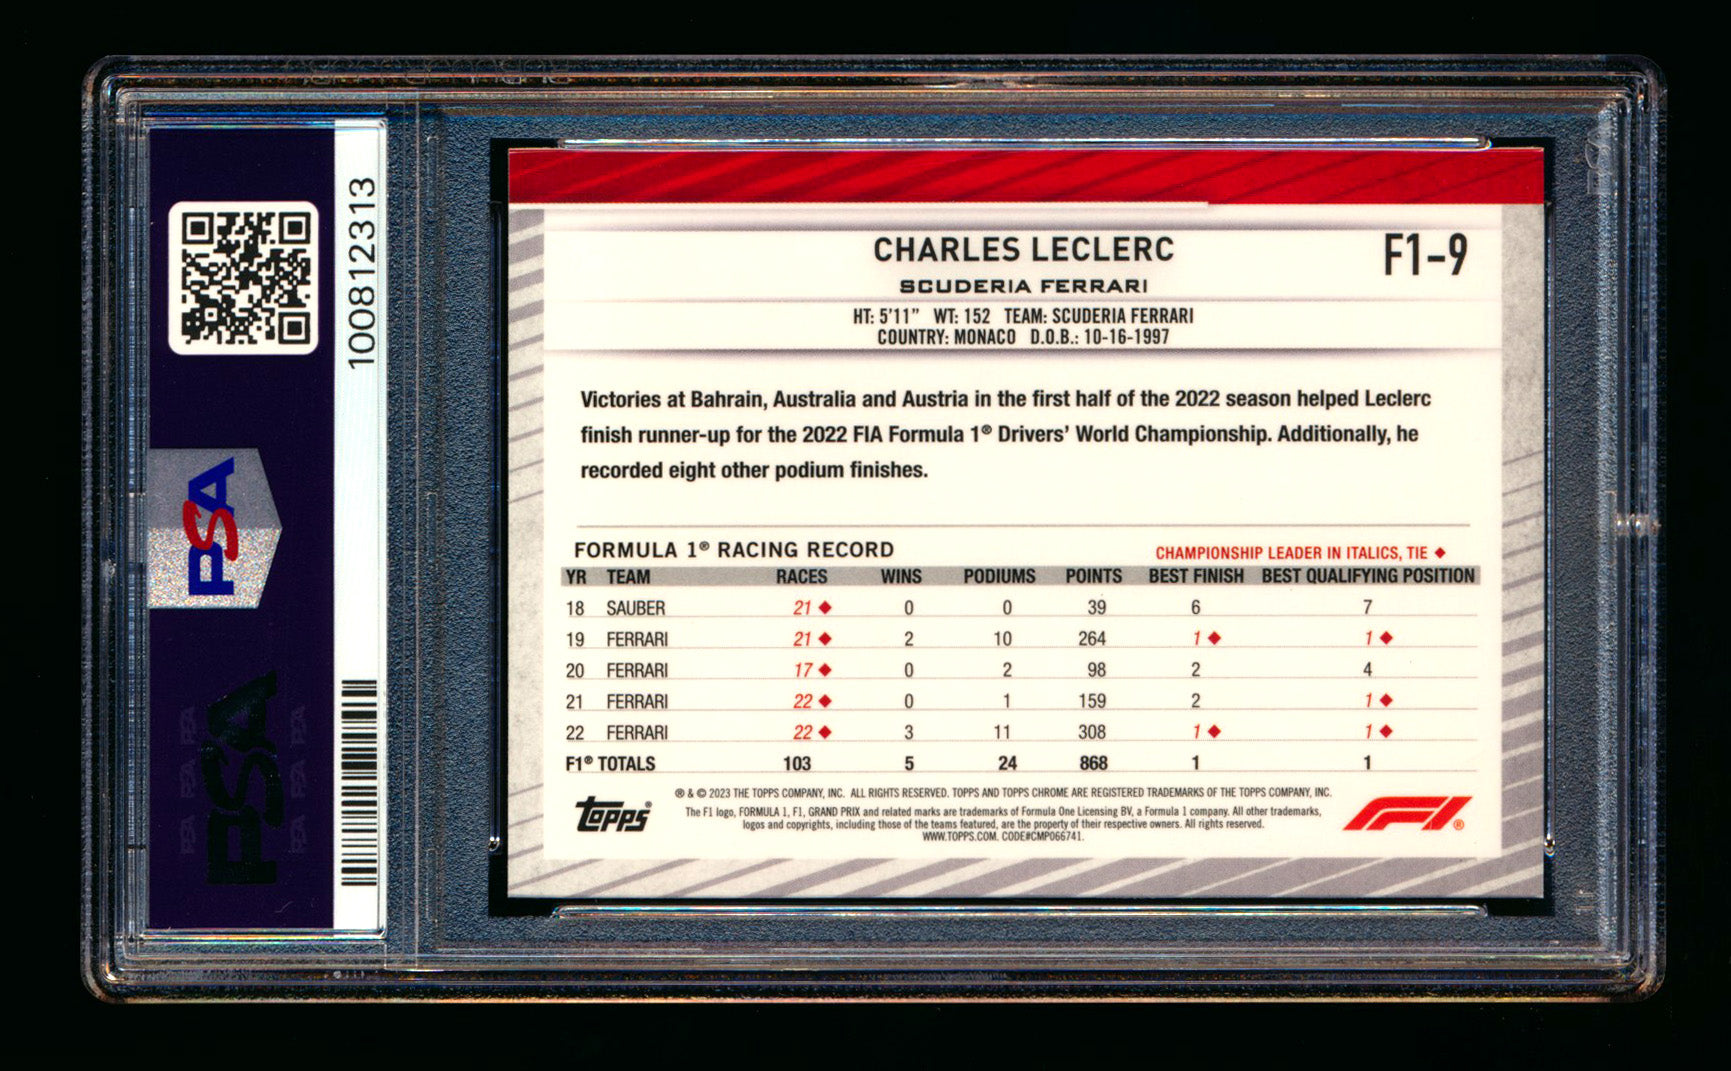 100812313
PSA
PSA
CHARLES LECLERC
F1-9
SCUDERIA FERRARI
HT: 5'11" WT: 152 TEAM: SCUDERIA FERRARI
COUNTRY: MONACO D.O.B.: 10-16-1997
Victories at Bahrain, Australia and Austria in the first half of the 2022 season helped Leclerc
finish runner-up for the 2022 FIA Formula 1® Drivers' World Championship. Additionally, he
recorded eight other podium finishes.
FORMULA 1® RACING RECORD
CHAMPIONSHIP LEADER IN ITALICS, TIE ◆
YR TEAM RACES WINS PODIUMS POINTS BEST FINISH BEST QUALIFYING POSITION
18 SAUBER 21 ◆ 0 0 39 6 7
19 FERRARI 21 ◆ 2 10 264 1 ◆ 1 ◆
20 FERRARI 17 ◆ 0 2 98 2 4
21 FERRARI 22 ◆ 0 1 159 2 1 ◆
22 FERRARI 22 ◆ 3 11 308 1 ◆ 1 ◆
F1® TOTALS 103 5 24 868 1 1
® & © 2023 THE TOPPS COMPANY, INC. ALL RIGHTS RESERVED. TOPPS AND TOPPS CHROME ARE REGISTERED TRADEMARKS OF THE TOPPS COMPANY, INC.
The F1 logo, FORMULA 1, F1, GRAND PRIX and related marks are trademarks of Formula One Licensing BV, a Formula 1 company. All other trademarks,
logos and copyrights, including those of the teams featured, are the property of their respective owners. All rights reserved.
WWW.TOPPS.COM. CODE#CMP066741.
topps®
F1®